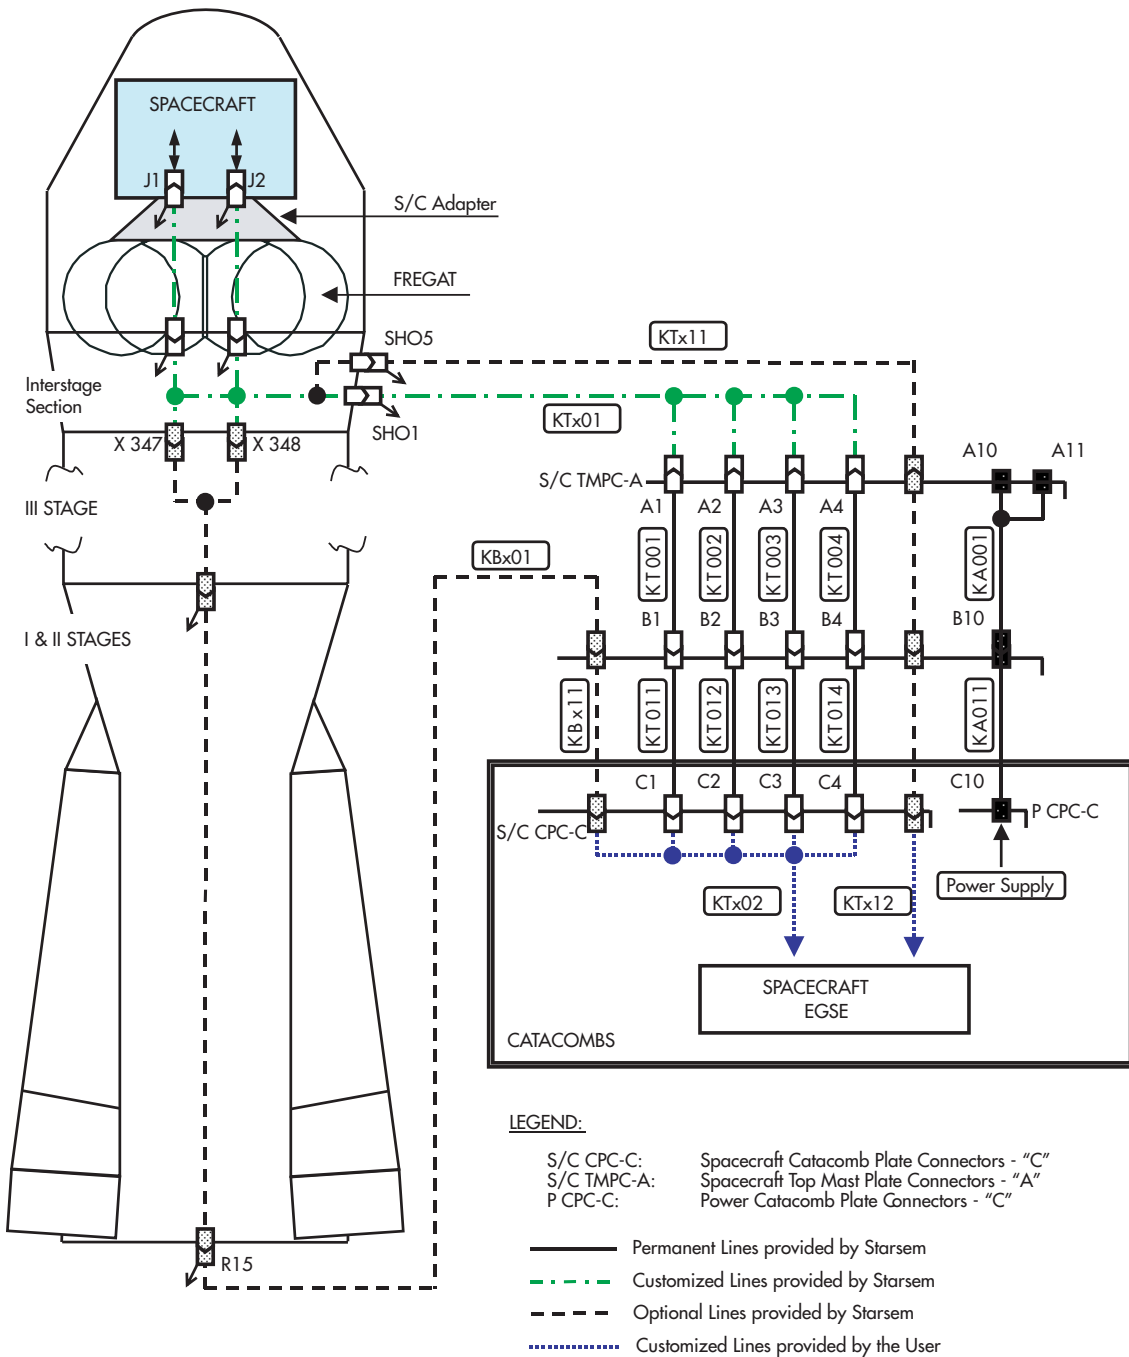 SPACECRAFT
J1
J2
S/C Adapter
FREGAT
SHO5
KTx11
Interstage
Section
KTx01
SHO1
X 347
X 348
A10
A11
S/C TMPC-A
A1
A2
A3
A4
III STAGE
KT001
KT002
KT003
KT004
KA001
KBx01
B1
B2
B3
B4
B10
I & II STAGES
KBx11
KT011
KT012
KT013
KT014
KA011
C1
C2
C3
C4
C10
S/C CPC-C
P CPC-C
KTx02
KTx12
Power Supply
SPACECRAFT
EGSE
CATACOMBS
R15
LEGEND:
S/C CPC-C: Spacecraft Catacomb Plate Connectors - “C”
S/C TMPC-A: Spacecraft Top Mast Plate Connectors - “A”
P CPC-C: Power Catacomb Plate Connectors - “C”
Permanent Lines provided by Starsem
Customized Lines provided by Starsem
Optional Lines provided by Starsem
Customized Lines provided by the User